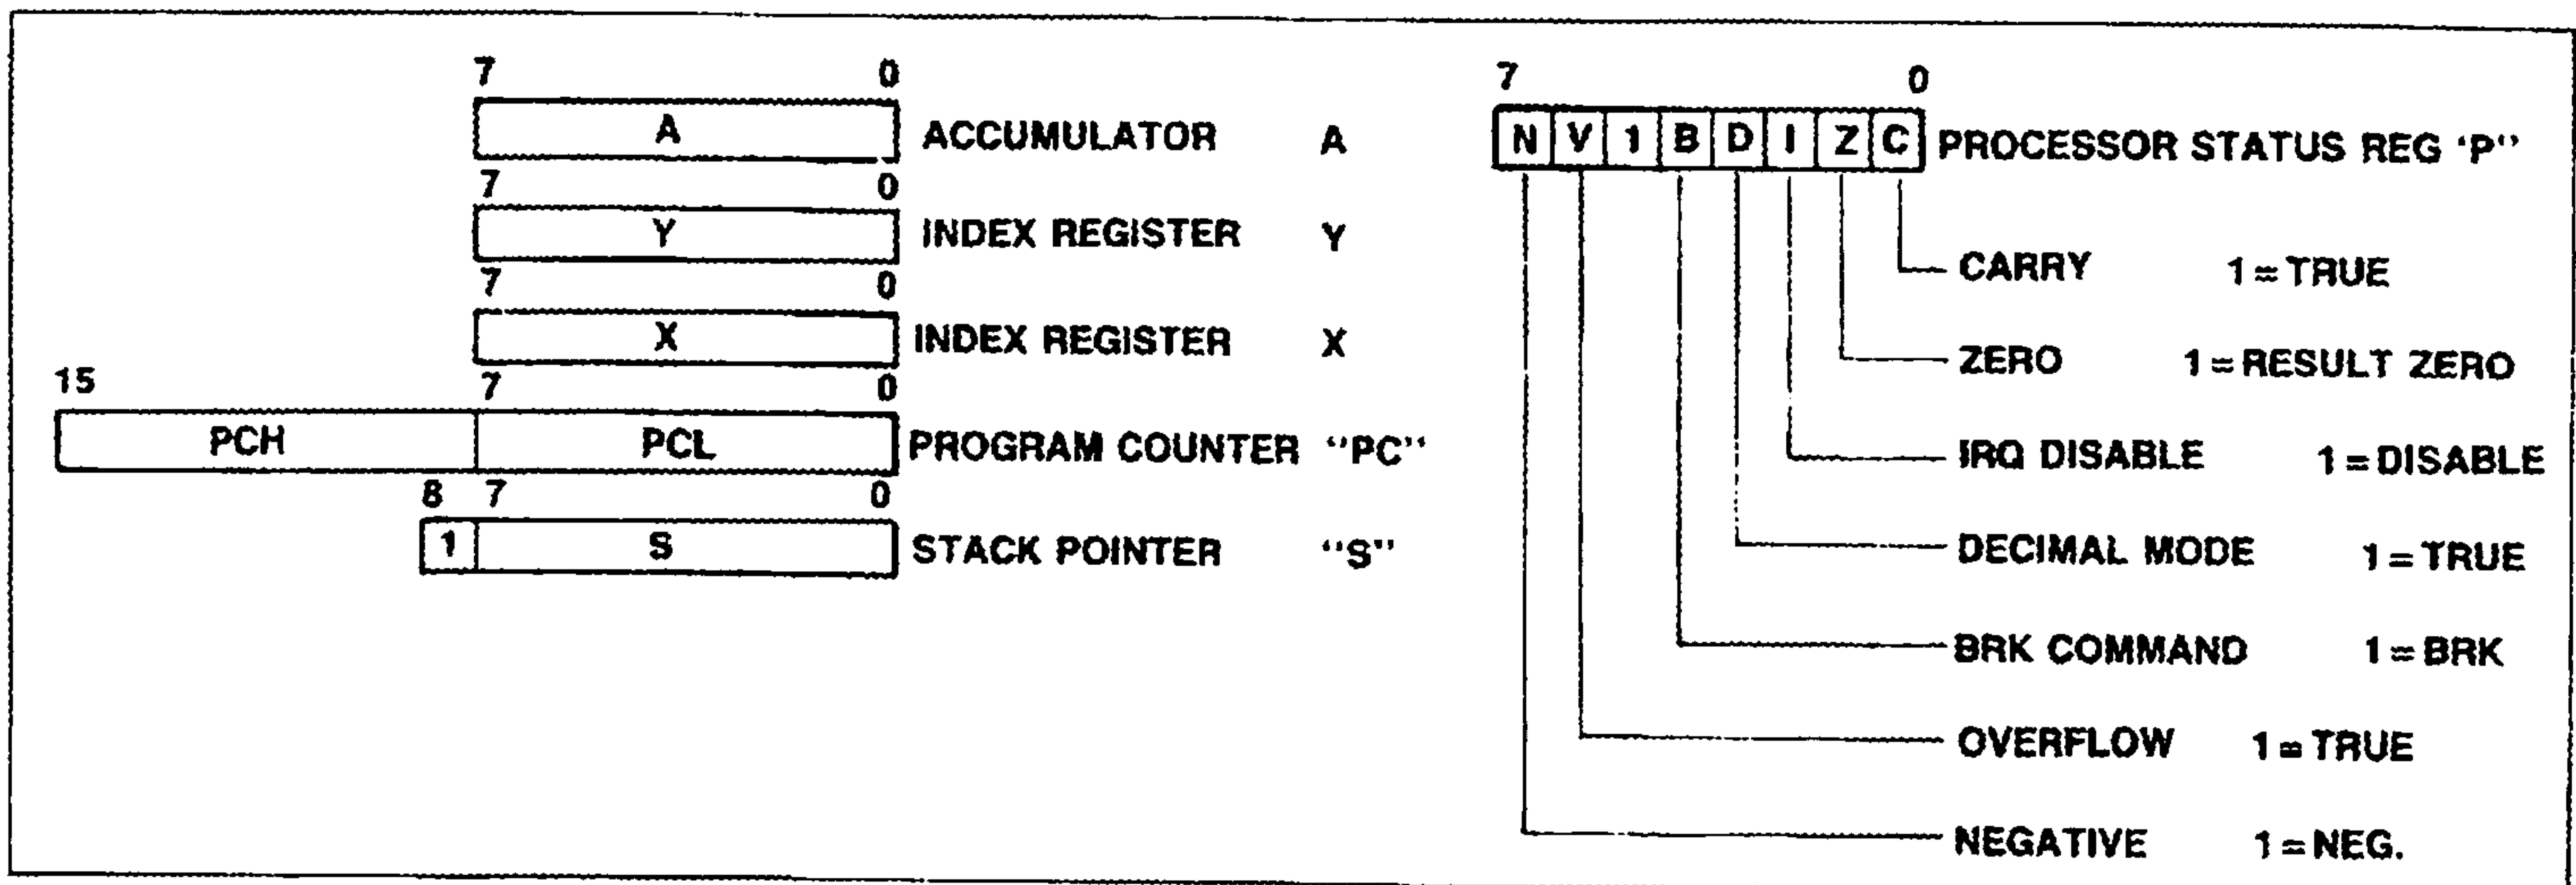 7 0
A ACCUMULATOR A
7 0
Y INDEX REGISTER Y
7 0
X INDEX REGISTER X
15 7 0
PCH PCL PROGRAM COUNTER "PC"
8 7 0
1 S STACK POINTER "S"
7 0
N V 1 B D I Z C PROCESSOR STATUS REG 'P"
CARRY 1 = TRUE
ZERO 1 = RESULT ZERO
IRQ DISABLE 1 = DISABLE
DECIMAL MODE 1 = TRUE
BRK COMMAND 1 = BRK
OVERFLOW 1 = TRUE
NEGATIVE 1 = NEG.